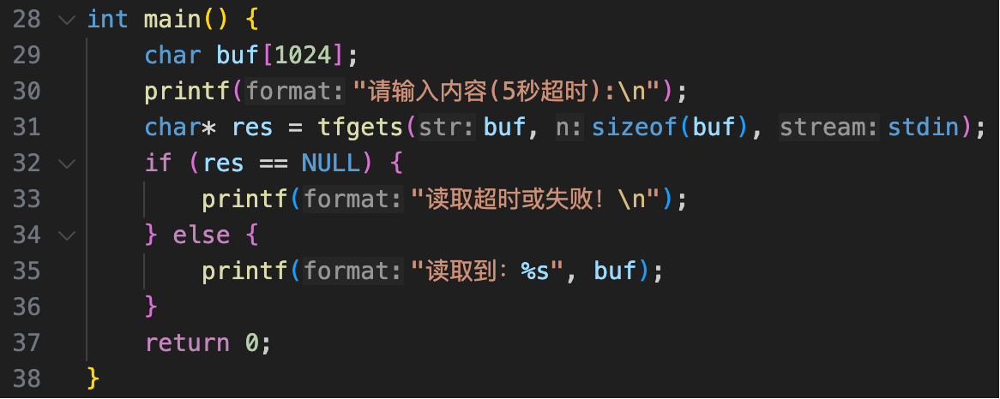 28 int main() {
29 char buf[1024];
30 printf(format:"请输入内容(5秒超时):\n");
31 char* res = tfgets(str:buf, n:sizeof(buf), stream:stdin);
32 if (res == NULL) {
33 printf(format:"读取超时或失败！\n");
34 } else {
35 printf(format:"读取到：%s", buf);
36 }
37 return 0;
38 }